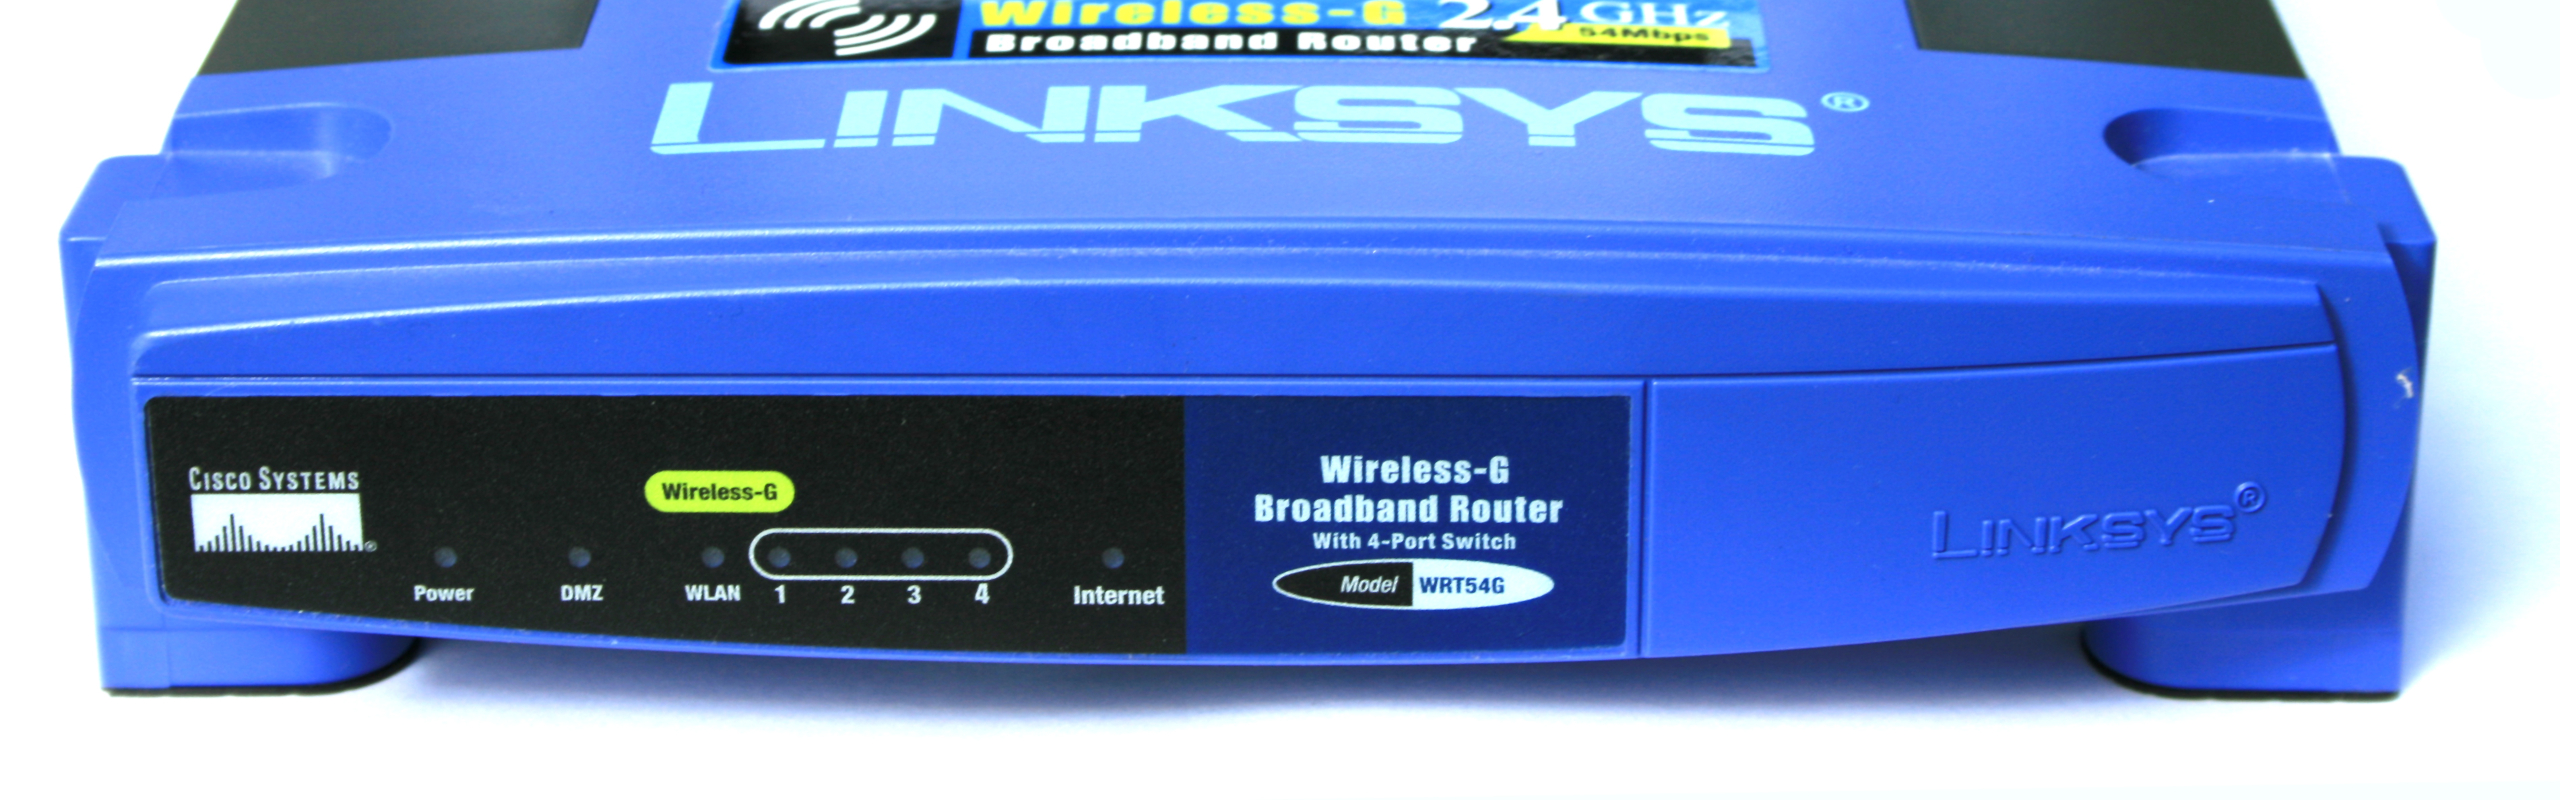 Wireless-G 2.4 GHz
Broadband Router 54Mbps
LINKSYS®
CISCO SYSTEMS
®
Wireless-G
Power DMZ WLAN 1 2 3 4 Internet
Wireless-G
Broadband Router
With 4-Port Switch
Model WRT54G
LINKSYS®